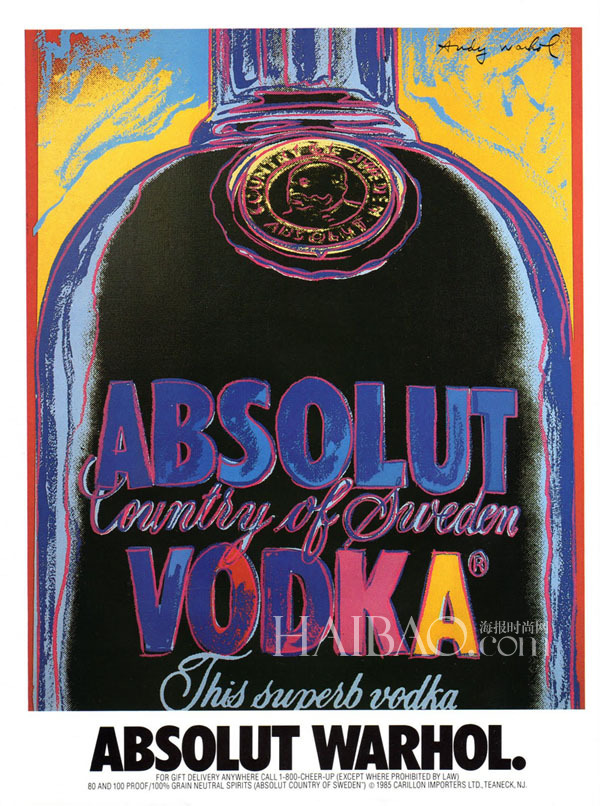 Andy Warhol
COUNTRY OF SWEDEN
ABSOLUT
ABSOLUT
Country of Sweden
VODKA®
HAIBAO.com 海报时尚网
This superb vodka
ABSOLUT WARHOL.
FOR GIFT DELIVERY ANYWHERE CALL 1-800-CHEER-UP (EXCEPT WHERE PROHIBITED BY LAW)
80 AND 100 PROOF/100% GRAIN NEUTRAL SPIRITS (ABSOLUT COUNTRY OF SWEDEN™) © 1985 CARILLON IMPORTERS LTD., TEANECK, NJ.